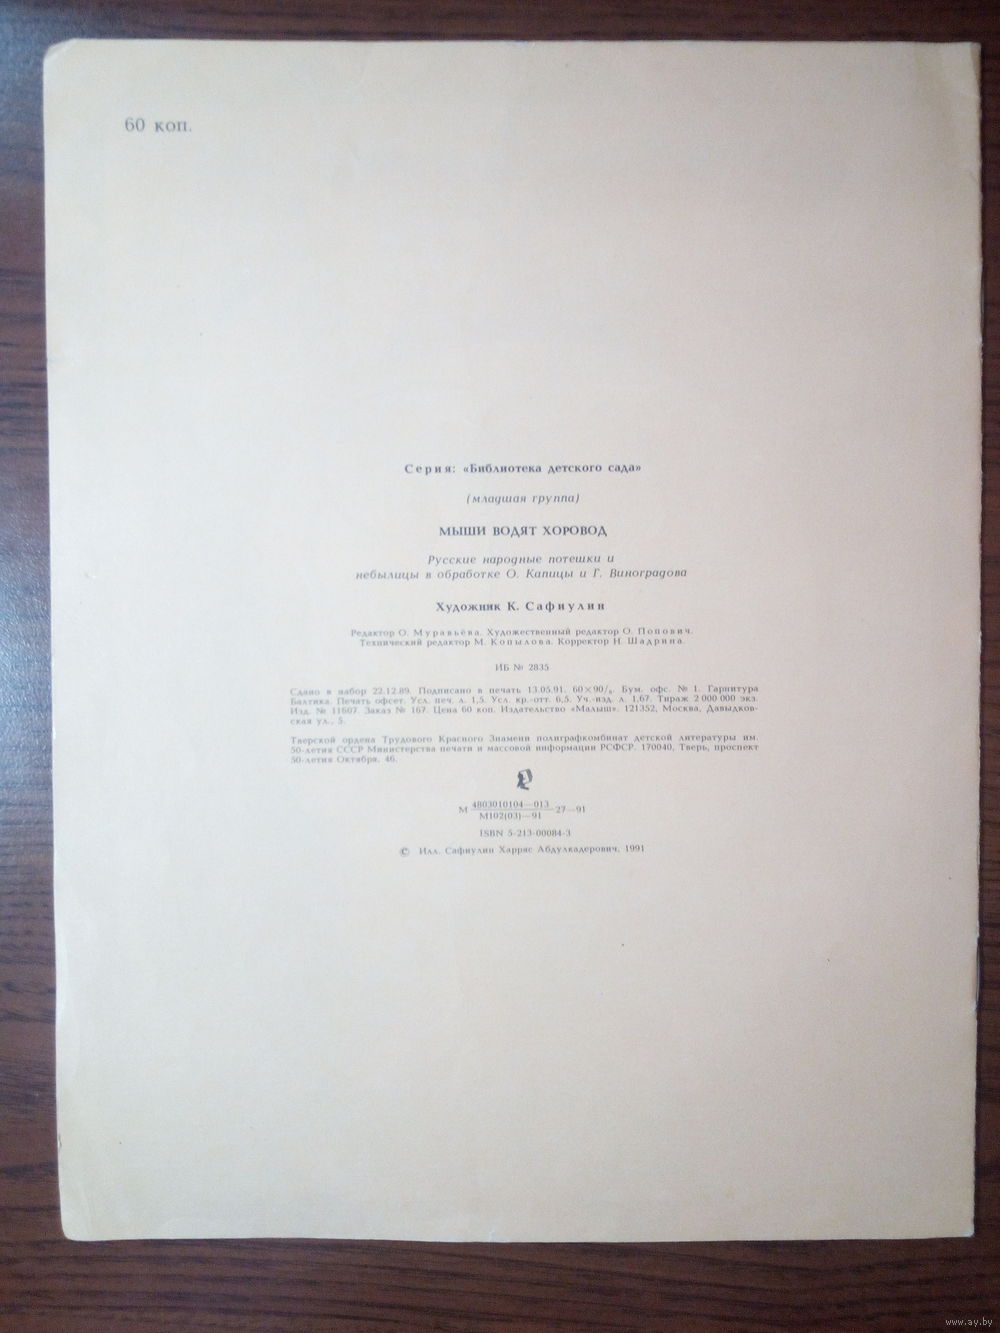 60 коп.
Серия: «Библиотека детского сада»
(младшая группа)
МЫШИ ВОДЯТ ХОРОВОД
Русские народные потешки и
небылицы в обработке О. Капицы и Г. Виноградова
Художник К. Сафиулин
Редактор О. Муравьёва. Художественный редактор О. Попович.
Технический редактор М. Копылова. Корректор Н. Шадрина.
ИБ № 2835
Сдано в набор 22.12.89. Подписано в печать 13.05.91. 60×90/8. Бум. офс. № 1. Гарнитура
Балтика. Печать офсет. Усл. печ. л. 1,5. Усл. кр.-отт. 6,5. Уч.-изд. л. 1,67. Тираж 2 000 000 экз.
Изд. № 11607. Заказ № 167. Цена 60 коп. Издательство «Малыш». 121352, Москва, Давыдков-
ская ул., 5.
Тверской ордена Трудового Красного Знамени полиграфкомбинат детской литературы им.
50-летия СССР Министерства печати и массовой информации РСФСР. 170040, Тверь, проспект
50-летия Октября, 46.
М 4803010104—013 27—91
М102(03)—91
ISBN 5-213-00084-3
© Илл. Сафиулин Харрас Абдулкадерович, 1991
www.ay.by